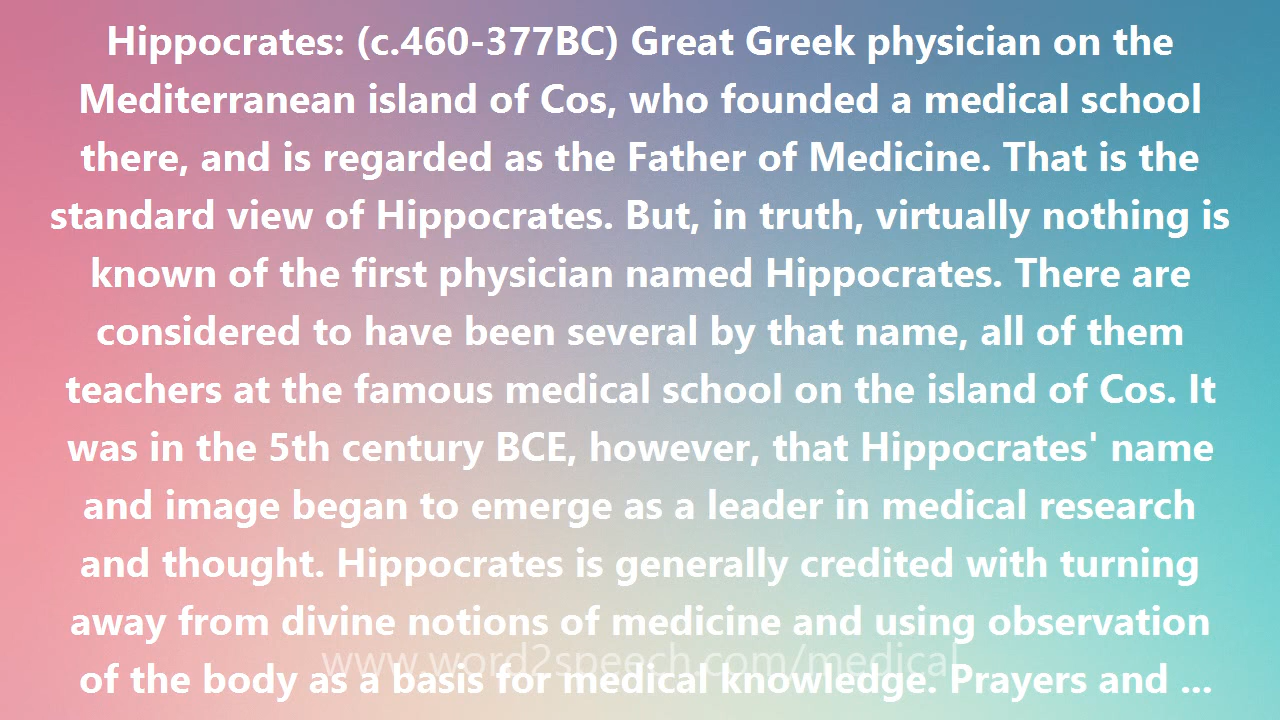 Hippocrates: (c.460-377BC) Great Greek physician on the
Mediterranean island of Cos, who founded a medical school
there, and is regarded as the Father of Medicine. That is the
standard view of Hippocrates. But, in truth, virtually nothing is
known of the first physician named Hippocrates. There are
considered to have been several by that name, all of them
teachers at the famous medical school on the island of Cos. It
was in the 5th century BCE, however, that Hippocrates' name
and image began to emerge as a leader in medical research
and thought. Hippocrates is generally credited with turning
away from divine notions of medicine and using observation
www.word2speech.com/medical
of the body as a basis for medical knowledge. Prayers and ...